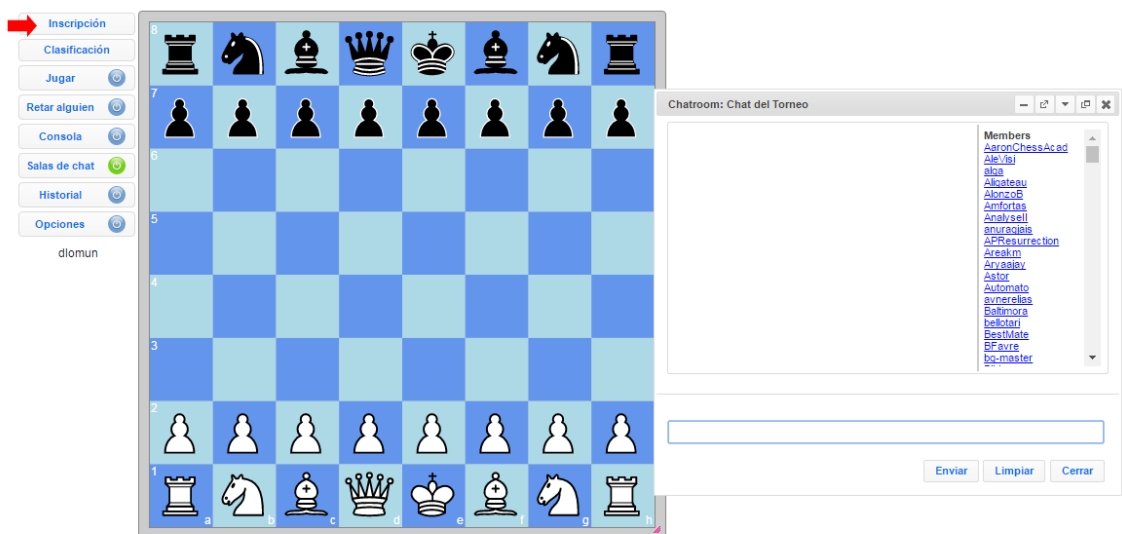 Inscripción
Clasificación
Jugar
Retar alguien
Consola
Salas de chat
Historial
Opciones
dlomun
8
7
6
5
4
3
2
1
a b c d e f g h
Chatroom: Chat del Torneo
Members
AaronChessAcad
AleVisi
alga
Aligateau
AlonzoB
Amfortas
Analysell
anuragjais
APResurrection
Areakm
Aryaajay
Astor
Automato
avnerelias
Baltimora
bellotari
BestMate
BFavre
bg-master
Enviar Limpiar Cerrar